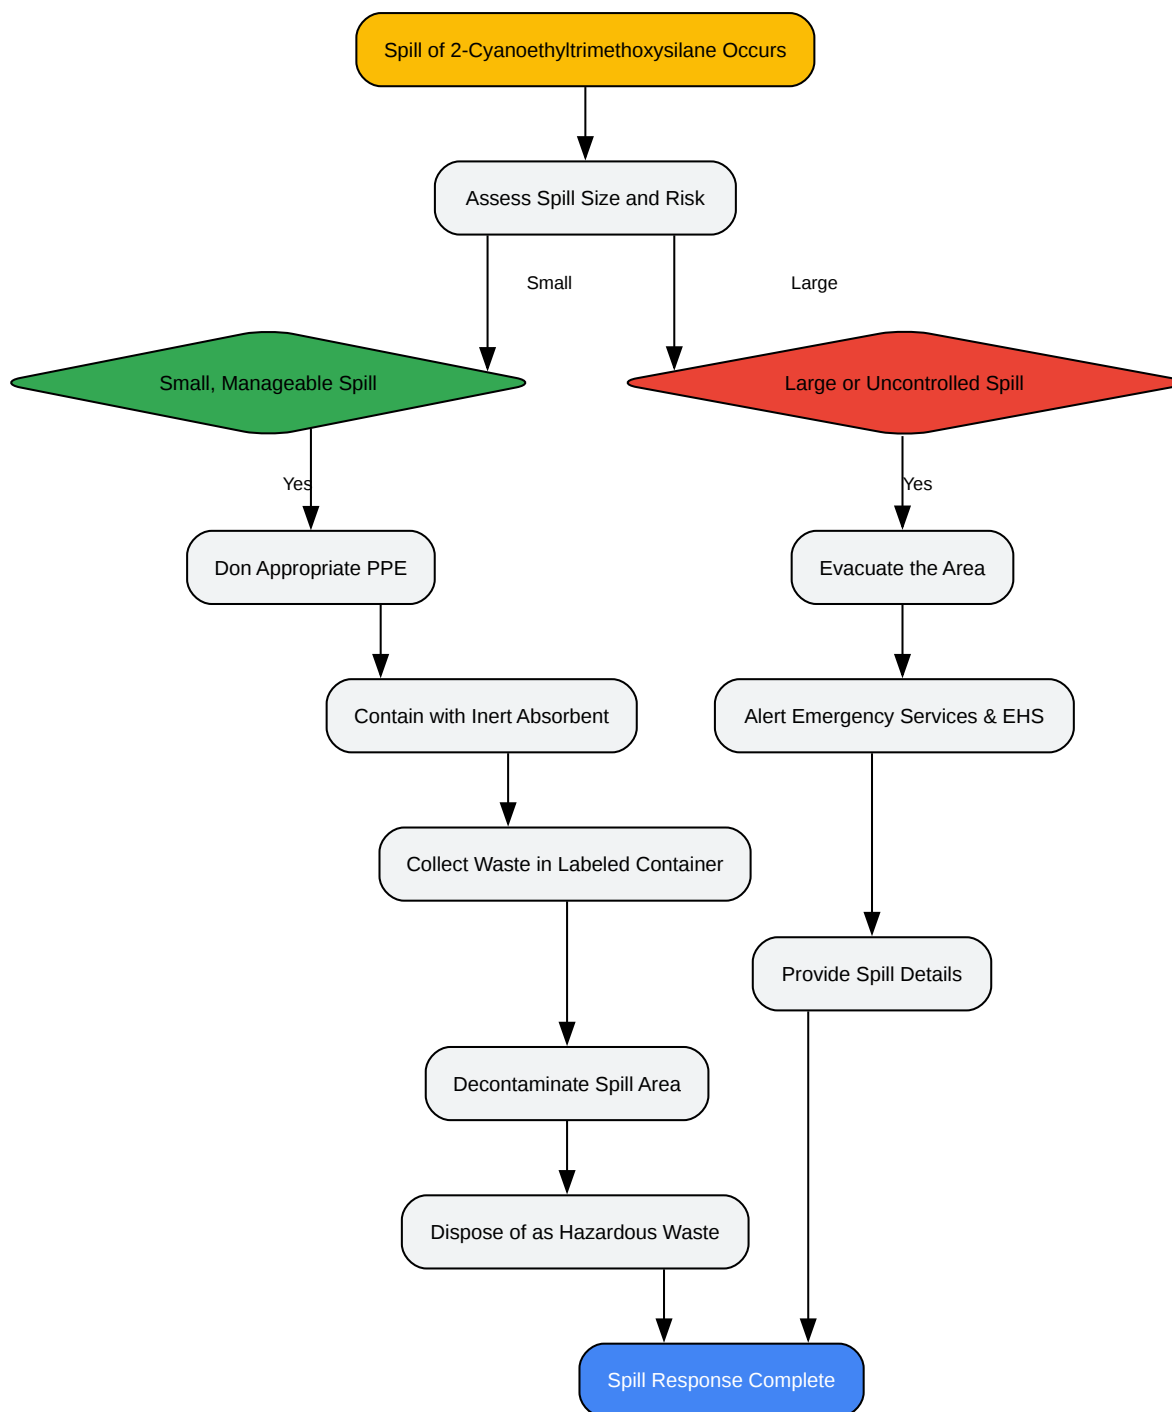 Spill of 2-Cyanoethyltrimethoxysilane Occurs
Assess Spill Size and Risk
Small
Large
Small, Manageable Spill
Large or Uncontrolled Spill
Yes
Yes
Don Appropriate PPE
Evacuate the Area
Contain with Inert Absorbent
Alert Emergency Services & EHS
Collect Waste in Labeled Container
Provide Spill Details
Decontaminate Spill Area
Dispose of as Hazardous Waste
Spill Response Complete